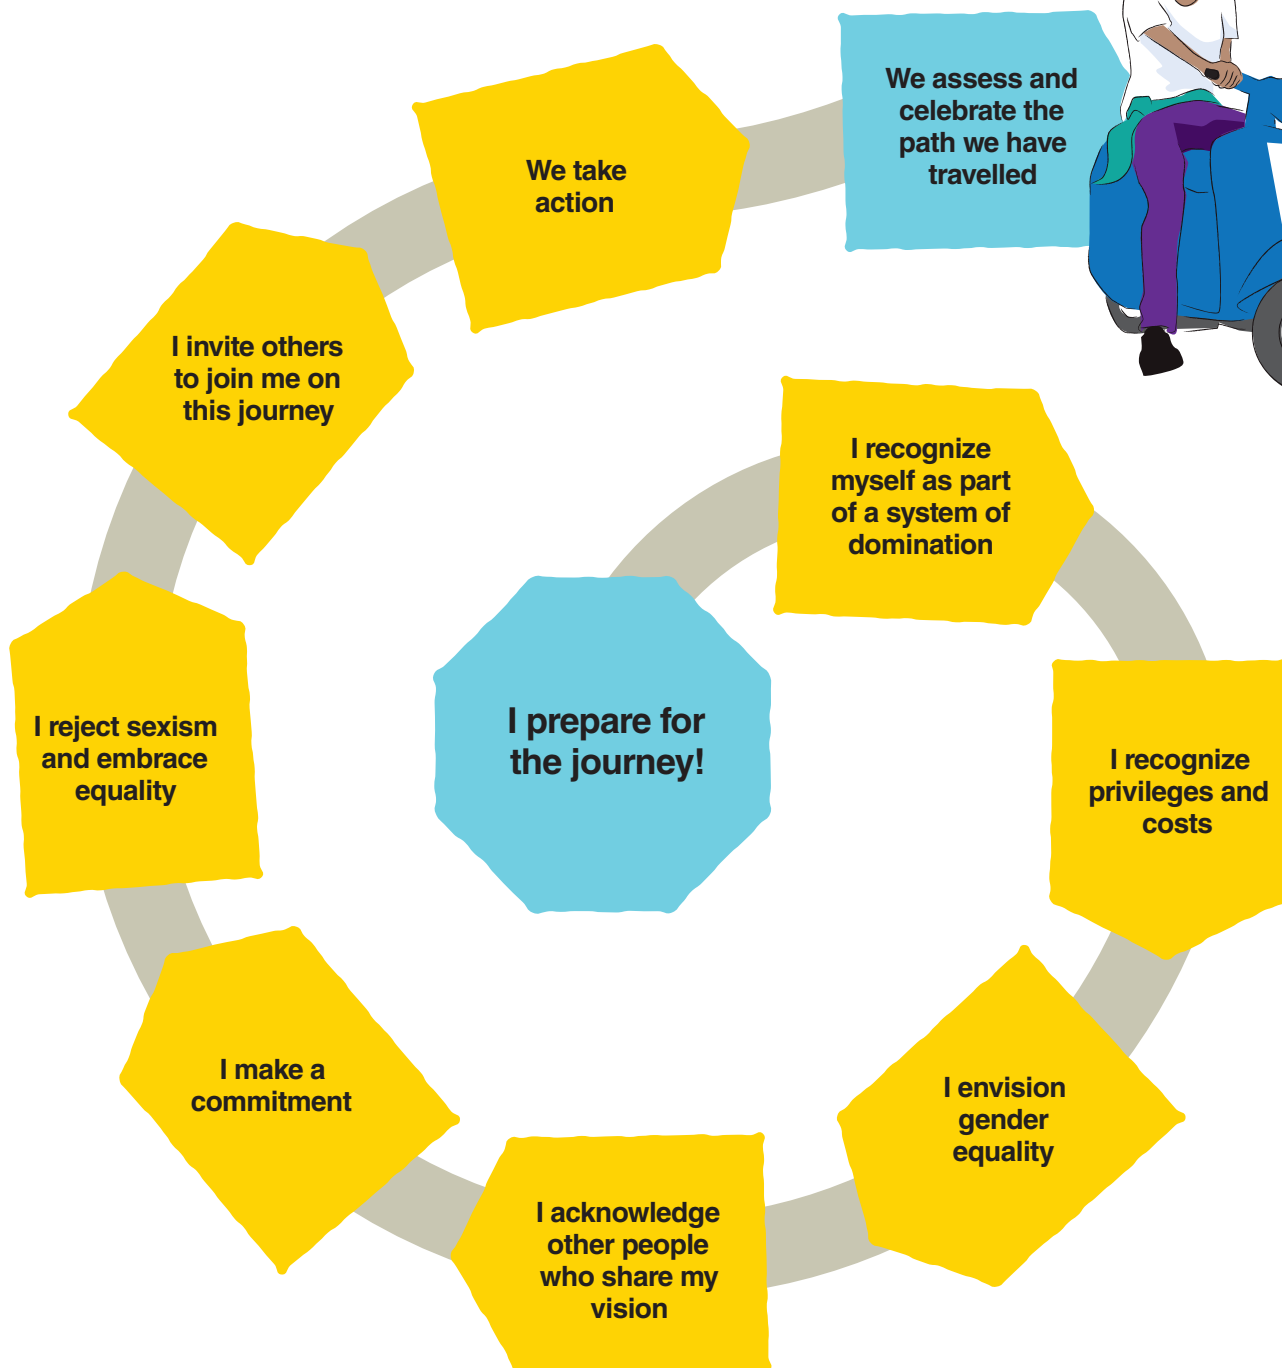 I prepare for
the journey!
I recognize
myself as part
of a system of
domination
I recognize
privileges and
costs
I envision
gender
equality
I acknowledge
other people
who share my
vision
I make a
commitment
I reject sexism
and embrace
equality
I invite others
to join me on
this journey
We take
action
We assess and
celebrate the
path we have
travelled